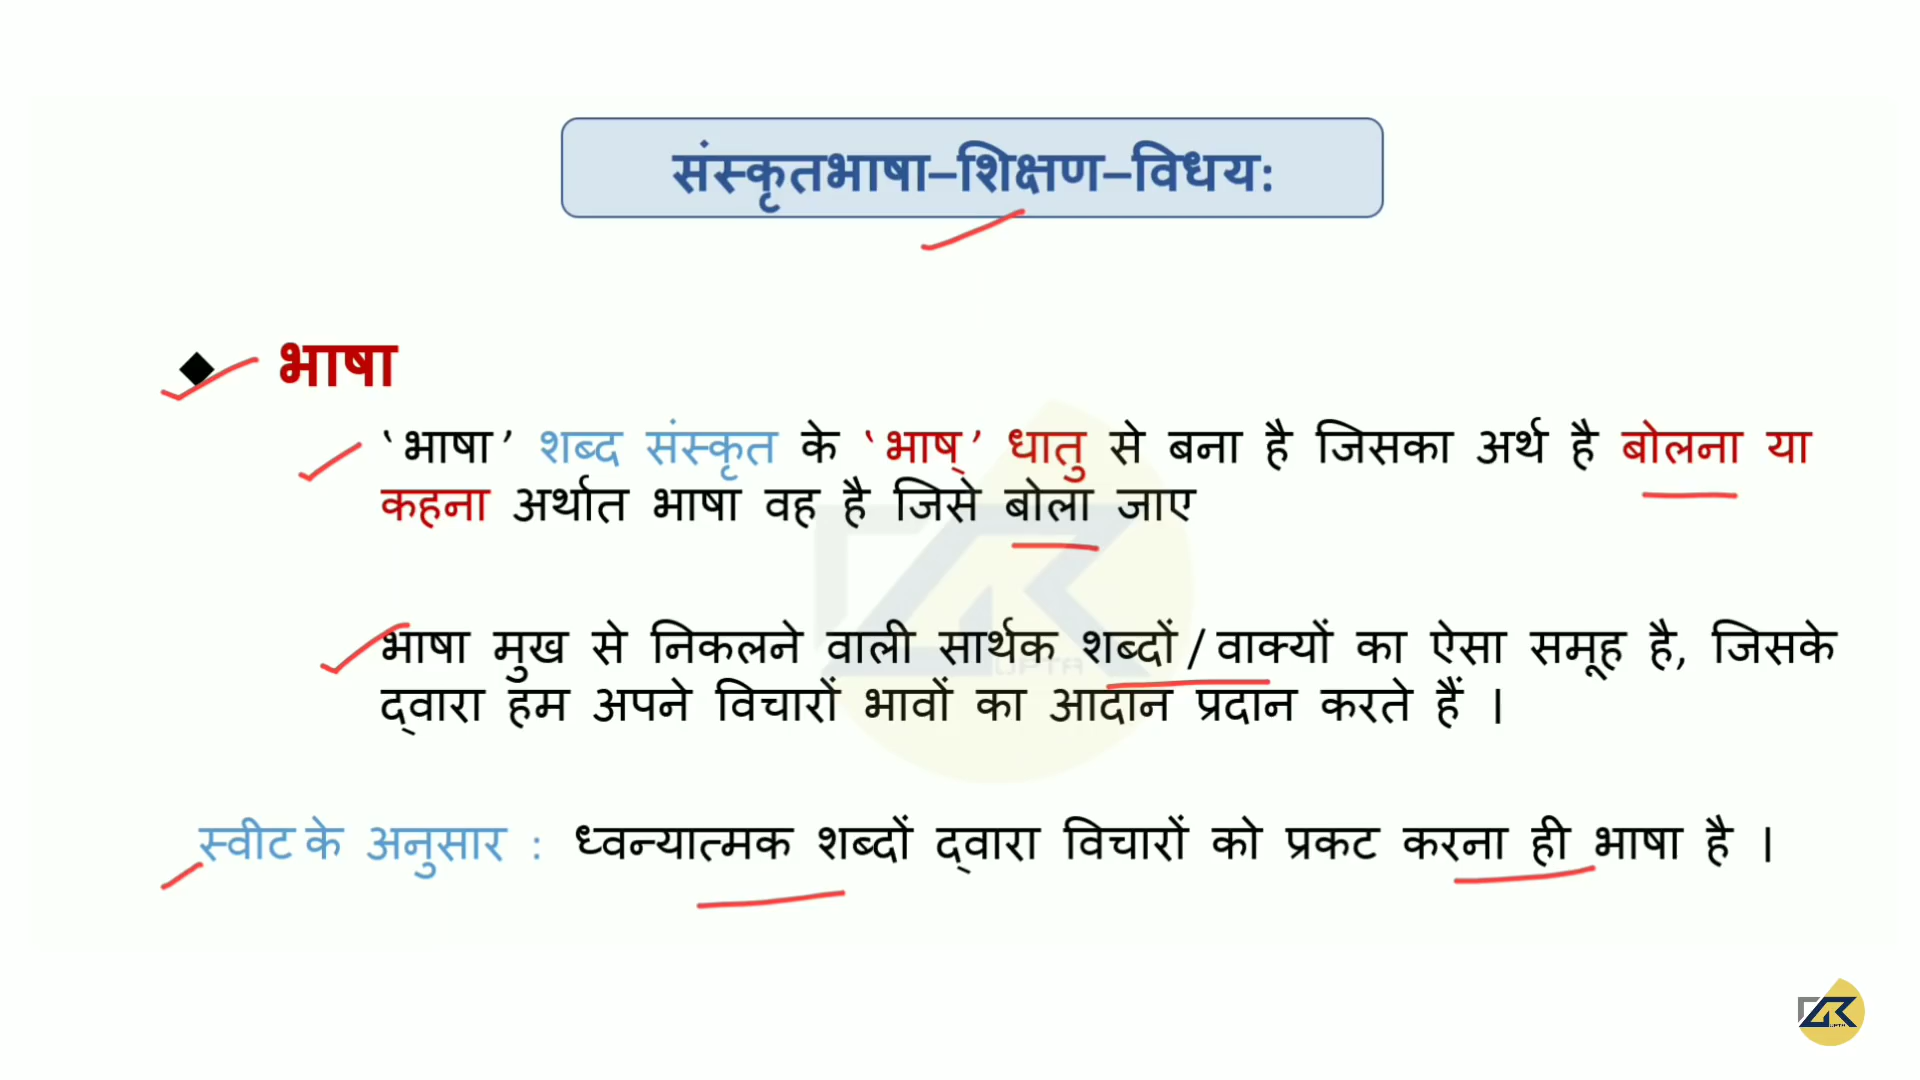 संस्कृतभाषा–शिक्षण–विधय:
भाषा
‛भाषा’ शब्द संस्कृत के ‛भाष्’ धातु से बना है जिसका अर्थ है बोलना या
कहना अर्थात भाषा वह है जिसे बोला जाए
भाषा मुख से निकलने वाली सार्थक शब्दों/वाक्यों का ऐसा समूह है, जिसके
द्वारा हम अपने विचारों भावों का आदान प्रदान करते हैं ।
स्वीट के अनुसार : ध्वन्यात्मक शब्दों द्वारा विचारों को प्रकट करना ही भाषा है ।